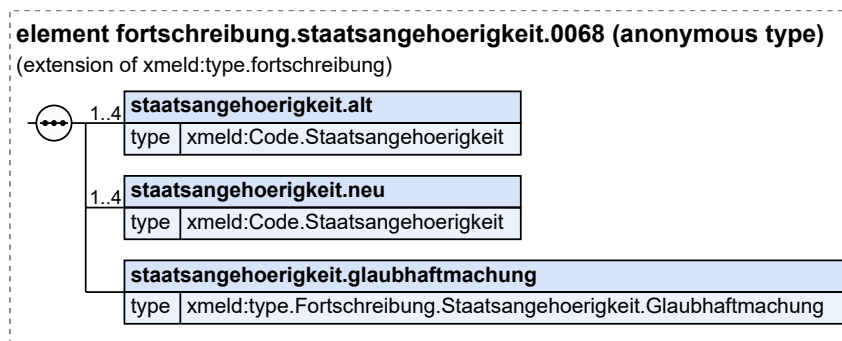 element fortschreibung.staatsangehoerigkeit.0068 (anonymous type)
(extension of xmeld:type.fortschreibung)
1..4
staatsangehoerigkeit.alt
type xmeld:Code.Staatsangehoerigkeit
1..4
staatsangehoerigkeit.neu
type xmeld:Code.Staatsangehoerigkeit
staatsangehoerigkeit.glaubhaftmachung
type xmeld:type.Fortschreibung.Staatsangehoerigkeit.Glaubhaftmachung